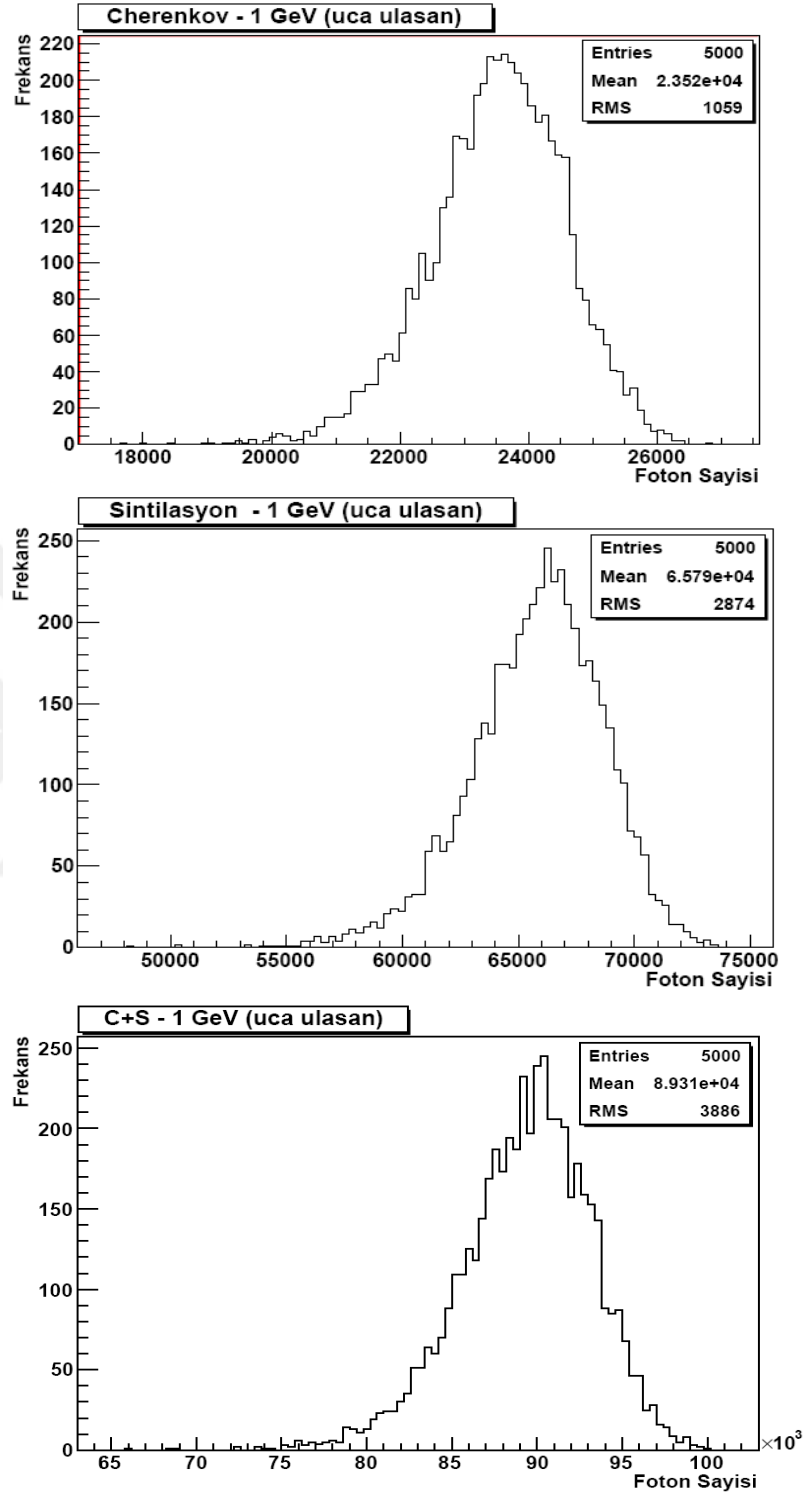 Cherenkov - 1 GeV (uca ulasan)
Frekans
Entries 5000
Mean 2.352e+04
RMS 1059
220
200
180
160
140
120
100
80
60
40
20
0
18000 20000 22000 24000 26000
Foton Sayisi
Sintilasyon - 1 GeV (uca ulasan)
Frekans
Entries 5000
Mean 6.579e+04
RMS 2874
250
200
150
100
50
0
50000 55000 60000 65000 70000 75000
Foton Sayisi
C+S - 1 GeV (uca ulasan)
Frekans
Entries 5000
Mean 8.931e+04
RMS 3886
250
200
150
100
50
0
65 70 75 80 85 90 95 100 ×10³
Foton Sayisi